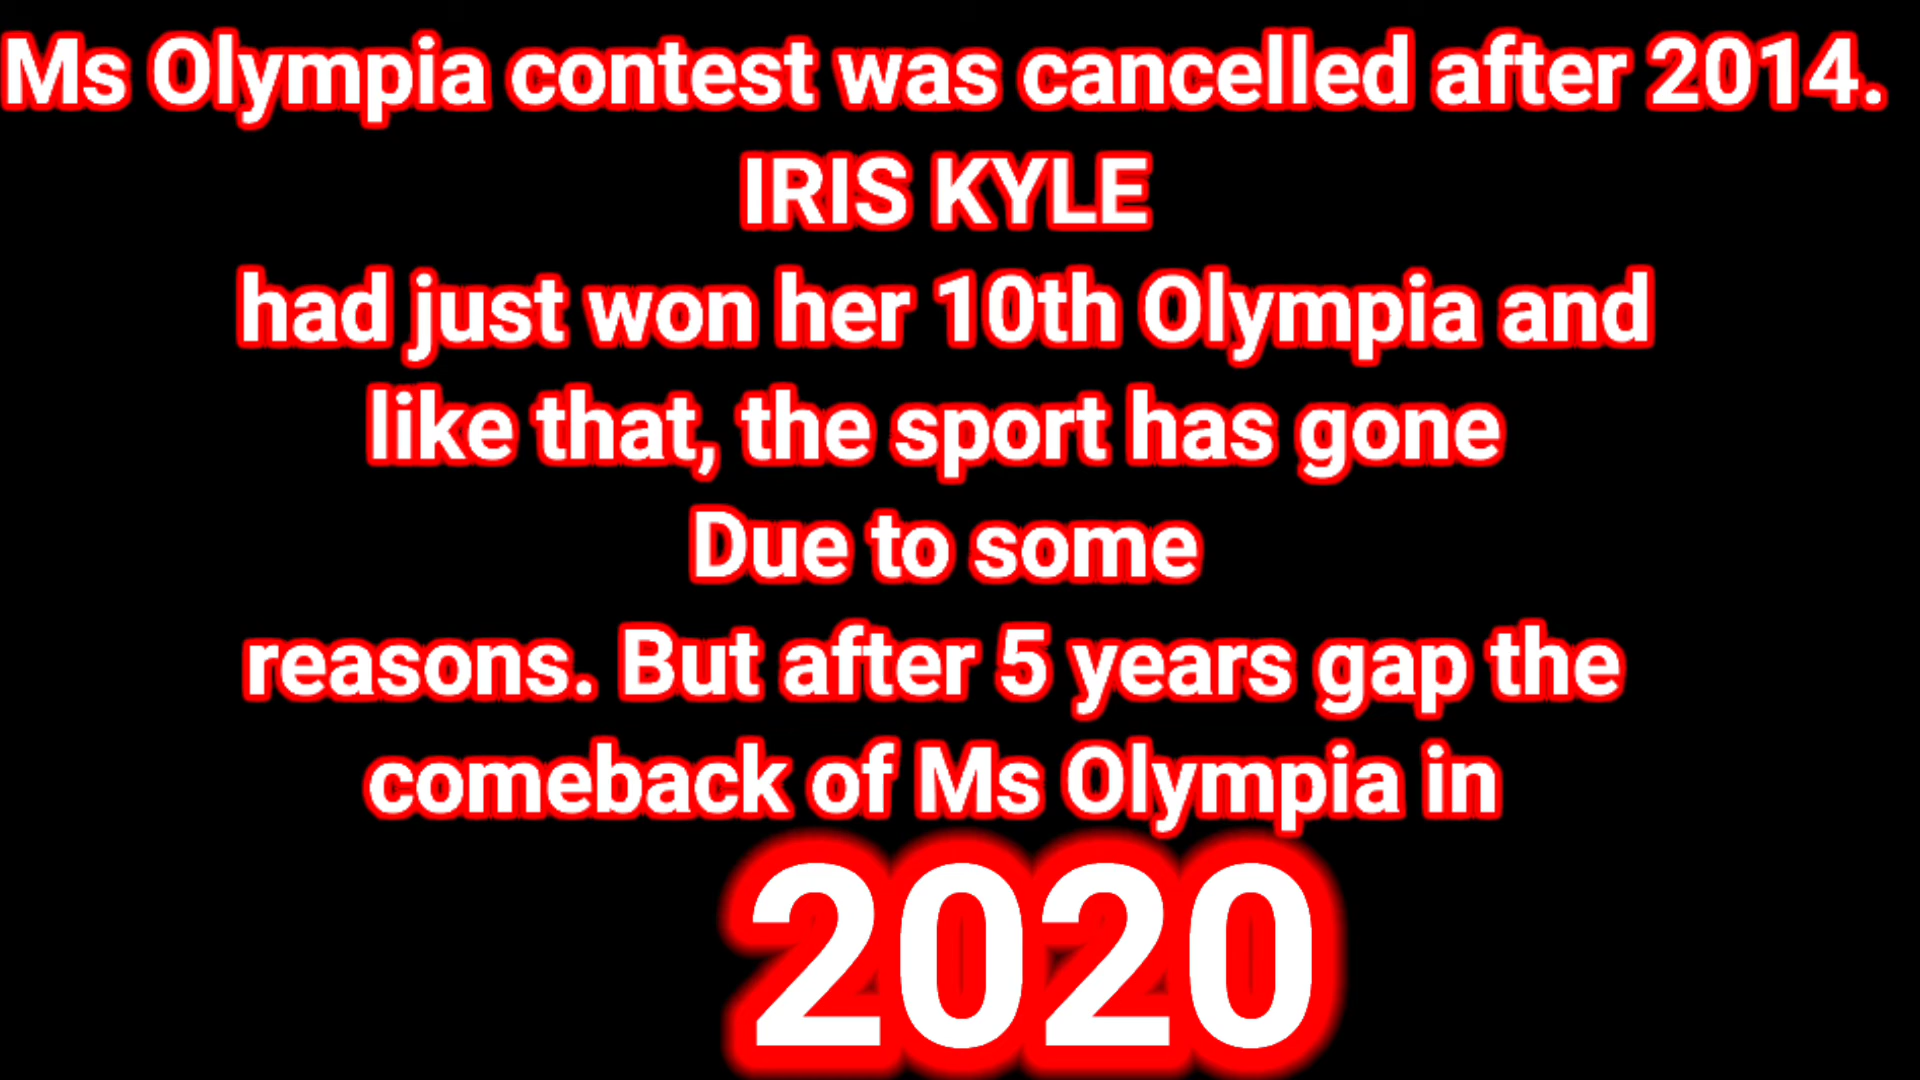 Ms Olympia contest was cancelled after 2014.
IRIS KYLE
had just won her 10th Olympia and
like that, the sport has gone
Due to some
reasons. But after 5 years gap the
comeback of Ms Olympia in
2020